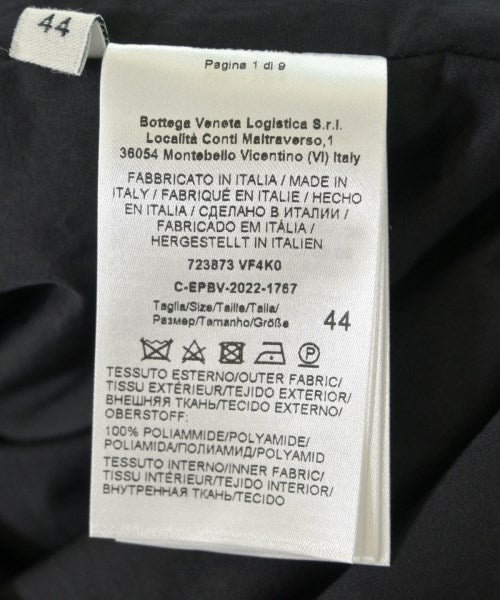 44
Pagina 1 di 9
Bottega Veneta Logistica S.r.l.
Località Conti Maltraverso,1
36054 Montebello Vicentino (VI) Italy
FABBRICATO IN ITALIA / MADE IN
ITALY / FABRIQUÉ EN ITALIE / HECHO
EN ITALIA / СДЕЛАНО В ИТАЛИИ /
FABRICADO EM ITÁLIA /
HERGESTELLT IN ITALIEN
723873 VF4K0
C-EPBV-2022-1767
Taglia/Size/Taille/Talla/
Размер/Tamanho/Größe 44
P
TESSUTO ESTERNO/OUTER FABRIC/
TISSU EXTÉRIEUR/TEJIDO EXTERIOR/
ВНЕШНЯЯ ТКАНЬ/TECIDO EXTERNO/
OBERSTOFF:
100% POLIAMMIDE/POLYAMIDE/
POLIAMIDA/ПОЛИАМИД/POLYAMID
TESSUTO INTERNO/INNER FABRIC/
TISSU INTÉRIEUR/TEJIDO INTERIOR/
ВНУТРЕННАЯ ТКАНЬ/TECIDO